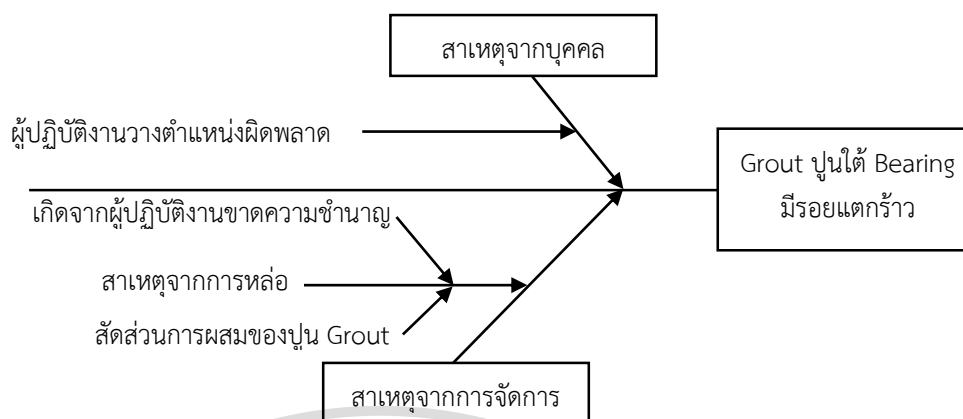 สาเหตุจากบุคคล
ผู้ปฏิบัติงานวางตำแหน่งผิดพลาด
Grout ปูนใต้ Bearing
มีรอยแตกร้าว
เกิดจากผู้ปฏิบัติงานขาดความชำนาญ
สาเหตุจากการหล่อ
สัดส่วนการผสมของปูน Grout
สาเหตุจากการจัดการ